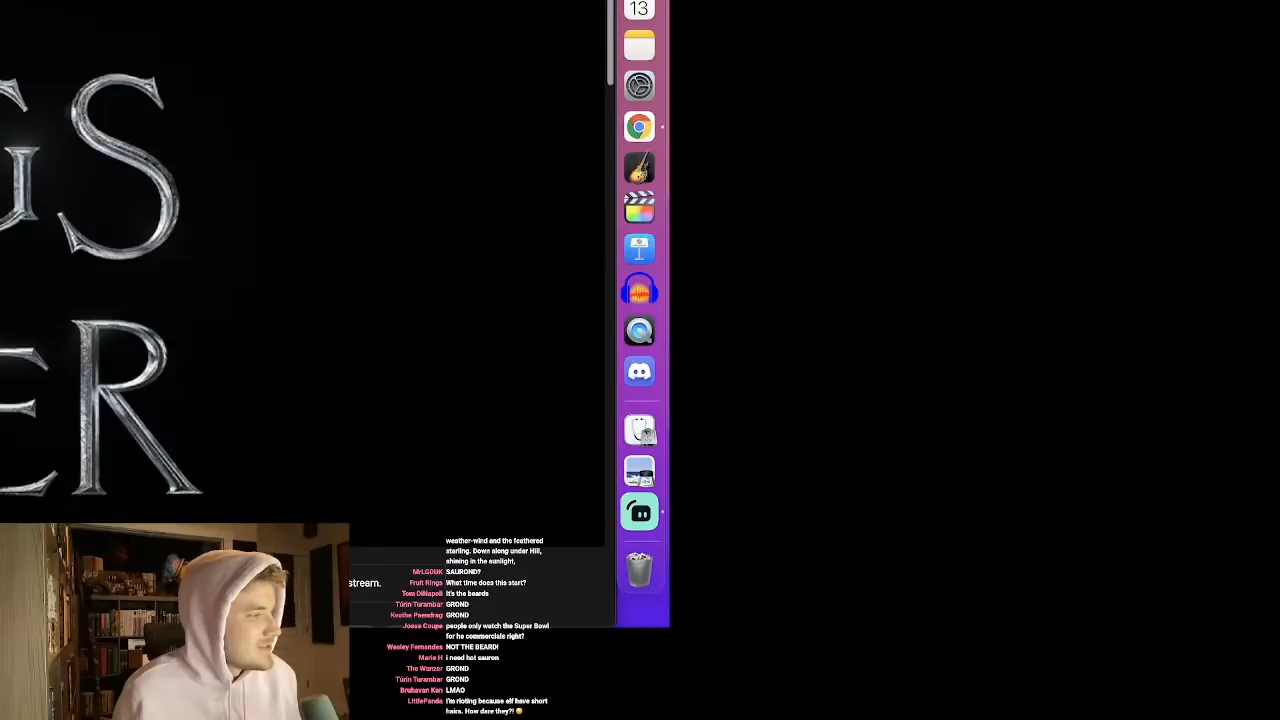 13
GS
ER
weather-wind and the feathered
starling. Down along under Hill,
shining in the sunlight,
MrLGDUK SAUROND?
stream.
Fruit Rings What time does this start?
Tom DiNapoli It's the beards
Túrin Turambar GROND
Kvothe Pæmdrag GROND
Josue Coupe people only watch the Super Bowl
for he commercials right?
Wesley Fernandes NOT THE BEARD!
Marie H i need hot sauron
The Wanzer GROND
Túrin Turambar GROND
Bruhavan Kan LMAO
LittlePanda I'm rioting because elf have short
hairs. How dare they?! 😅